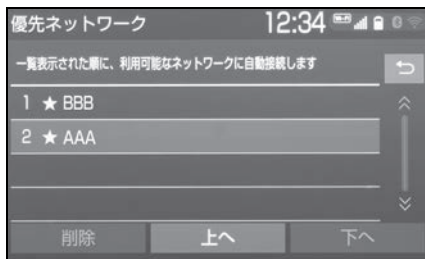 優先ネットワーク 12:34 Wi-Fi
一覧表示された順に、利用可能なネットワークに自動接続します
1 ★ BBB
2 ★ AAA
削除 上へ 下へ